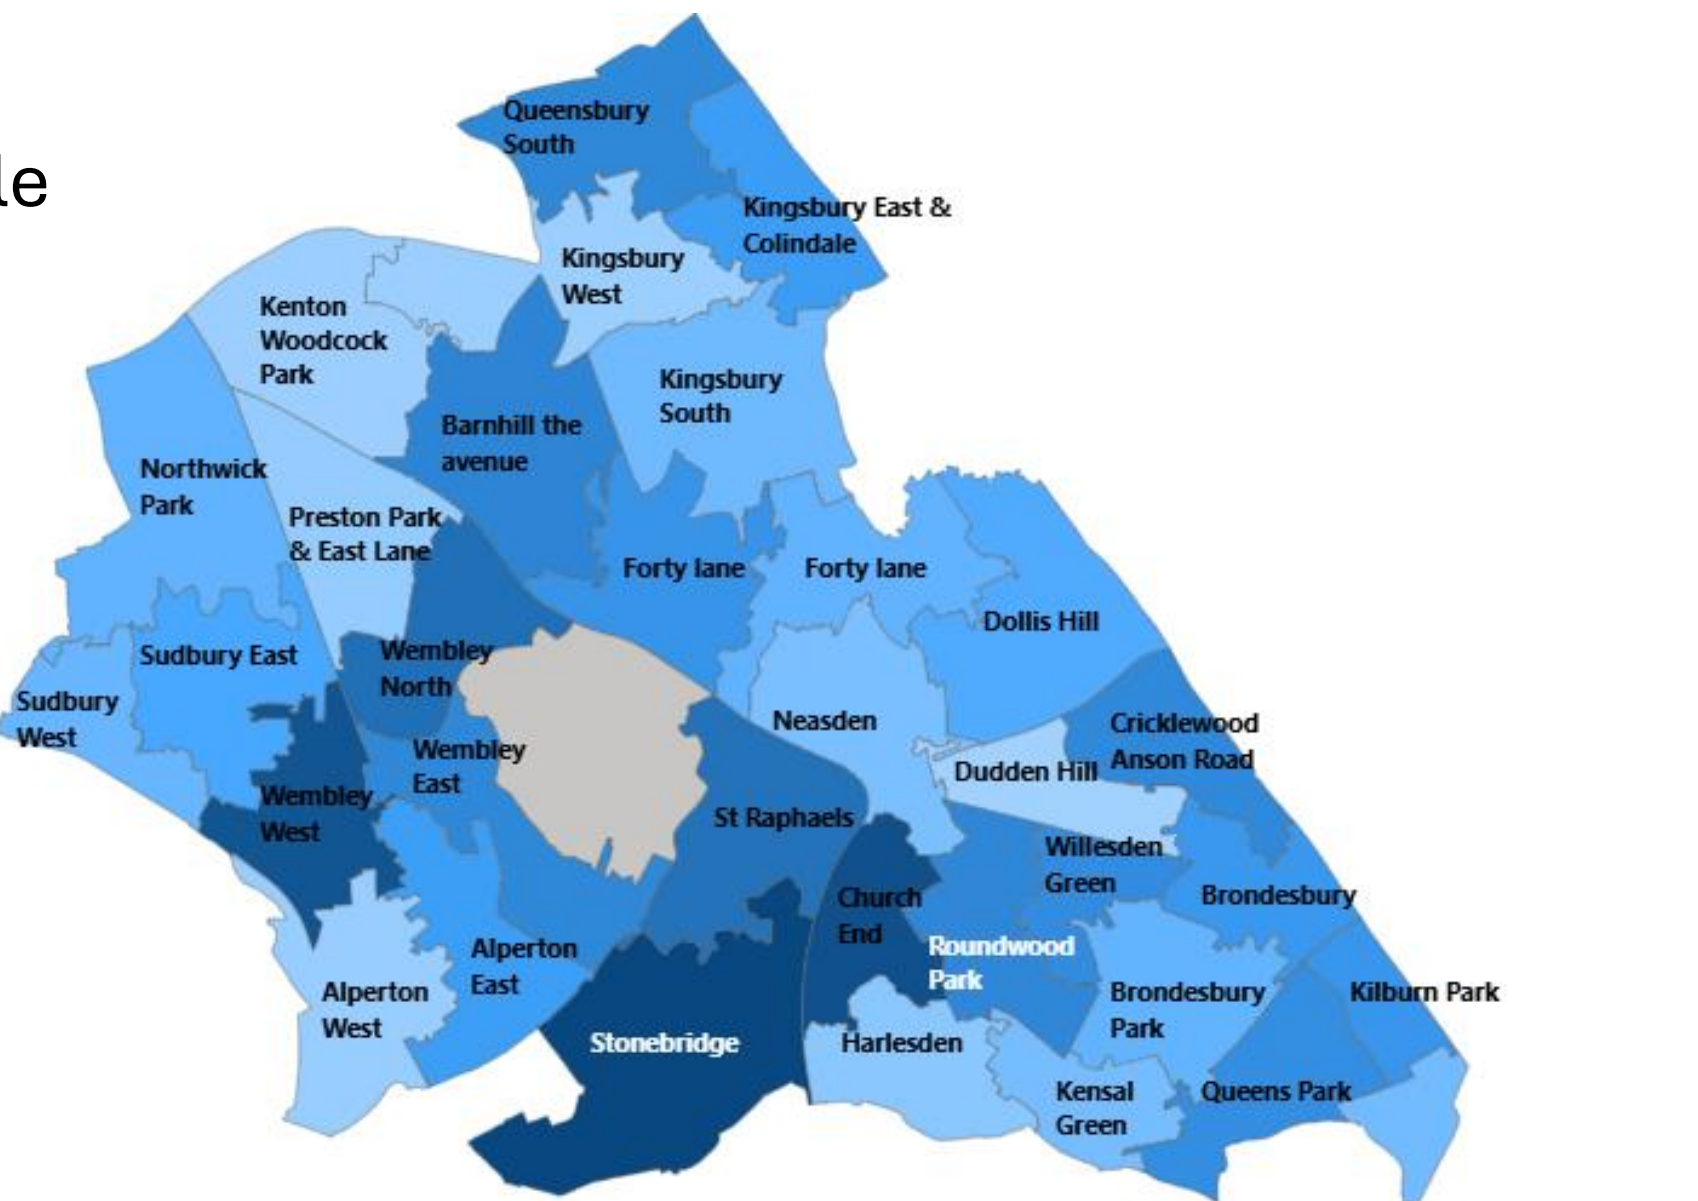 le
Queensbury
South
Kingsbury East &
Colindale
Kingsbury
West
Kenton
Woodcock
Park
Kingsbury
South
Barnhill the
avenue
Northwick
Park
Preston Park
& East Lane
Forty lane
Forty lane
Dollis Hill
Sudbury East
Wembley
North
Sudbury
West
Neasden
Cricklewood
Anson Road
Wembley
East
Dudden Hill
Wembley
West
St Raphaels
Willesden
Green
Church
End
Brondesbury
Roundwood
Park
Alperton
East
Alperton
West
Brondesbury
Park
Kilburn Park
Stonebridge
Harlesden
Kensal
Green
Queens Park